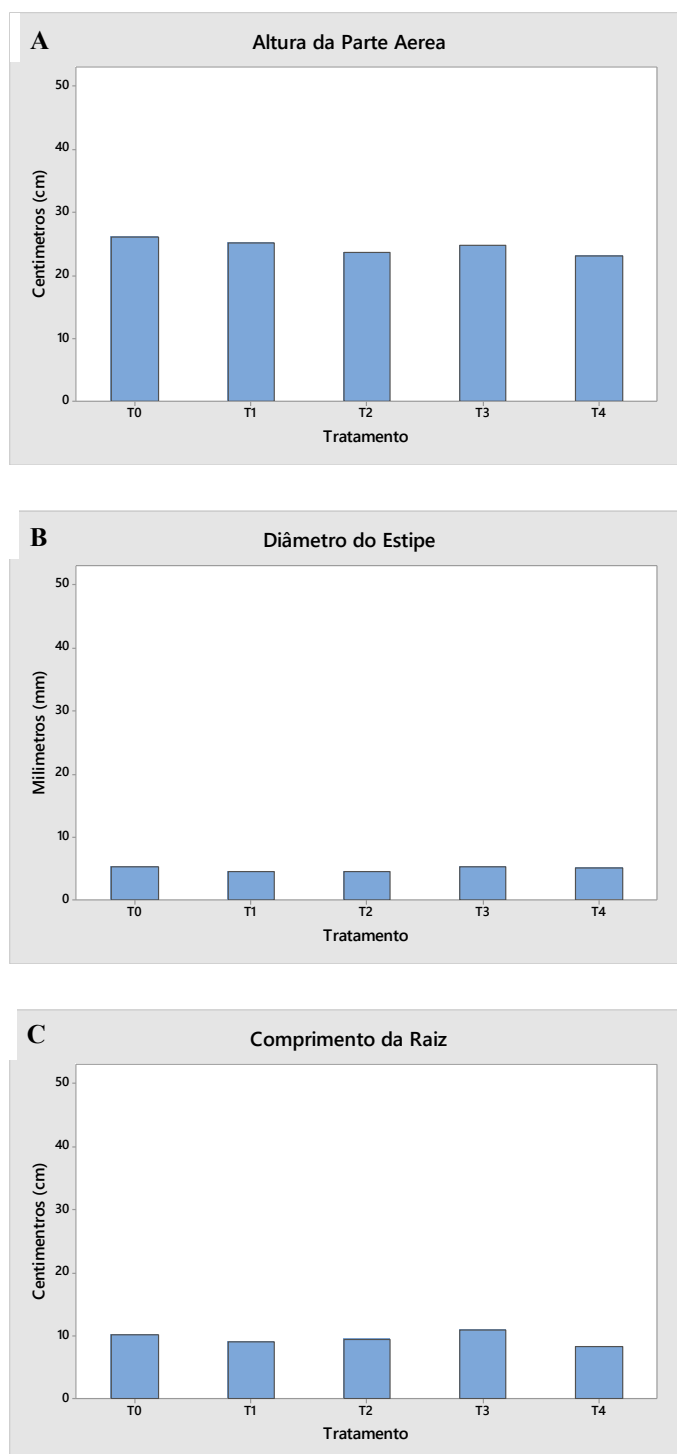 A
Altura da Parte Aerea
50
40
30
20
10
0
Centimetros (cm)
T0 T1 T2 T3 T4
Tratamento
B
Diâmetro do Estipe
50
40
30
20
10
0
Milimetros (mm)
T0 T1 T2 T3 T4
Tratamento
C
Comprimento da Raiz
50
40
30
20
10
0
Centimentros (cm)
T0 T1 T2 T3 T4
Tratamento